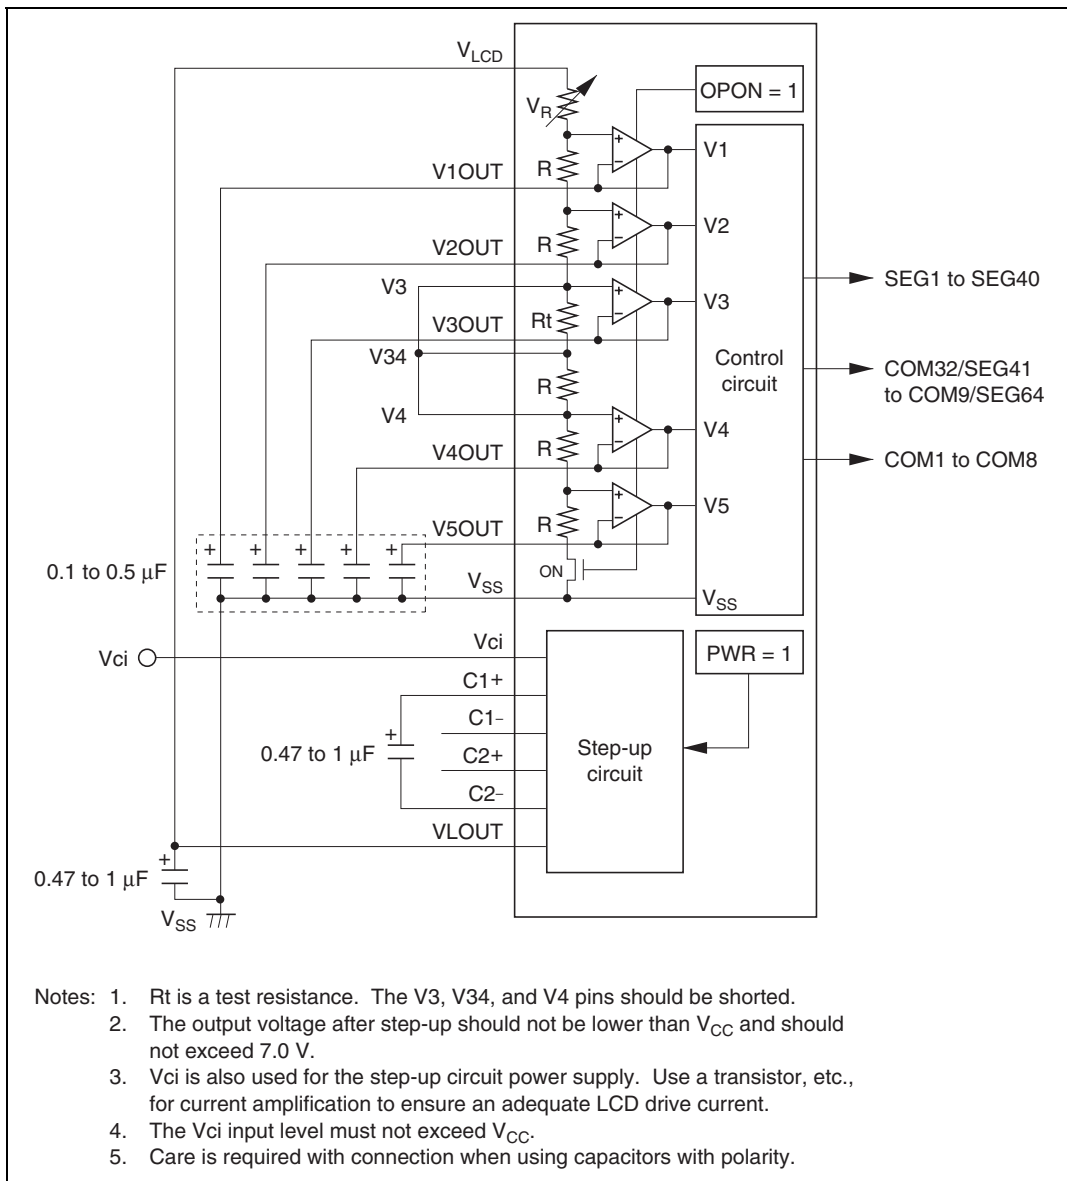 V_LCD
OPON = 1
V_R
V1
V1OUT
R
V2
V2OUT
R
V3
V3
V3OUT
Rt
V34
R
V4
V4
V4OUT
R
V5
V5OUT
R
Control
circuit
SEG1 to SEG40
COM32/SEG41
to COM9/SEG64
COM1 to COM8
+ + + + +
0.1 to 0.5 μF
ON
V_SS
V_SS
Vci
Vci
PWR = 1
C1+
C1−
+
0.47 to 1 μF
C2+
C2−
Step-up
circuit
VLOUT
+
0.47 to 1 μF
V_SS
Notes: 1. Rt is a test resistance. The V3, V34, and V4 pins should be shorted.
2. The output voltage after step-up should not be lower than V_CC and should
not exceed 7.0 V.
3. Vci is also used for the step-up circuit power supply. Use a transistor, etc.,
for current amplification to ensure an adequate LCD drive current.
4. The Vci input level must not exceed V_CC.
5. Care is required with connection when using capacitors with polarity.